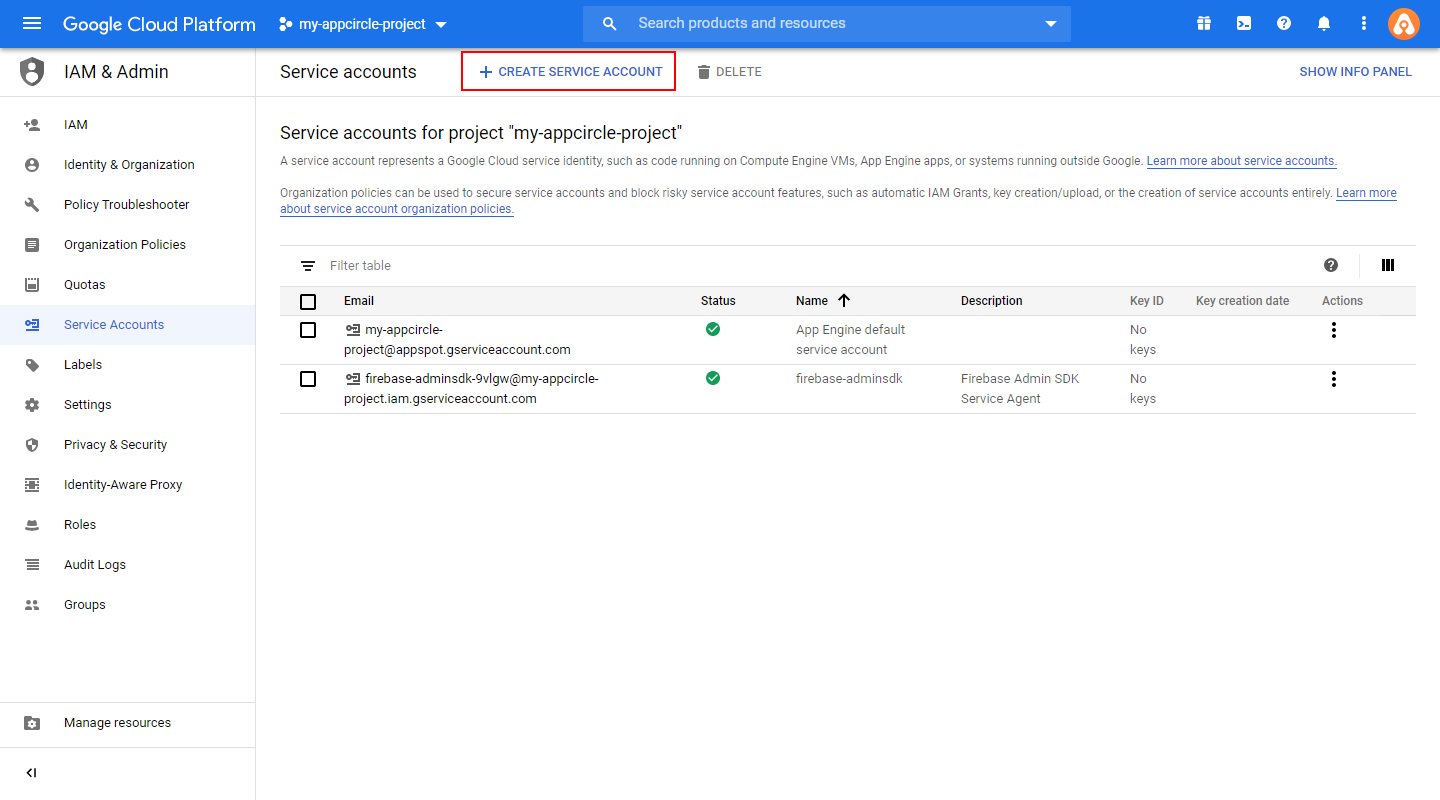 Google Cloud Platform
my-appcircle-project
Search products and resources
IAM & Admin
Service accounts
CREATE SERVICE ACCOUNT
DELETE
SHOW INFO PANEL
IAM
Identity & Organization
Policy Troubleshooter
Organization Policies
Quotas
Service Accounts
Labels
Settings
Privacy & Security
Identity-Aware Proxy
Roles
Audit Logs
Groups
Manage resources
Service accounts for project "my-appcircle-project"
A service account represents a Google Cloud service identity, such as code running on Compute Engine VMs, App Engine apps, or systems running outside Google. Learn more about service accounts.
Organization policies can be used to secure service accounts and block risky service account features, such as automatic IAM Grants, key creation/upload, or the creation of service accounts entirely. Learn more
about service account organization policies.
Filter table
Email Status Name Description Key ID Key creation date Actions
my-appcircle- App Engine default No
project@appspot.gserviceaccount.com service account keys
firebase-adminsdk-9vlgw@my-appcircle- firebase-adminsdk Firebase Admin SDK No
project.iam.gserviceaccount.com Service Agent keys